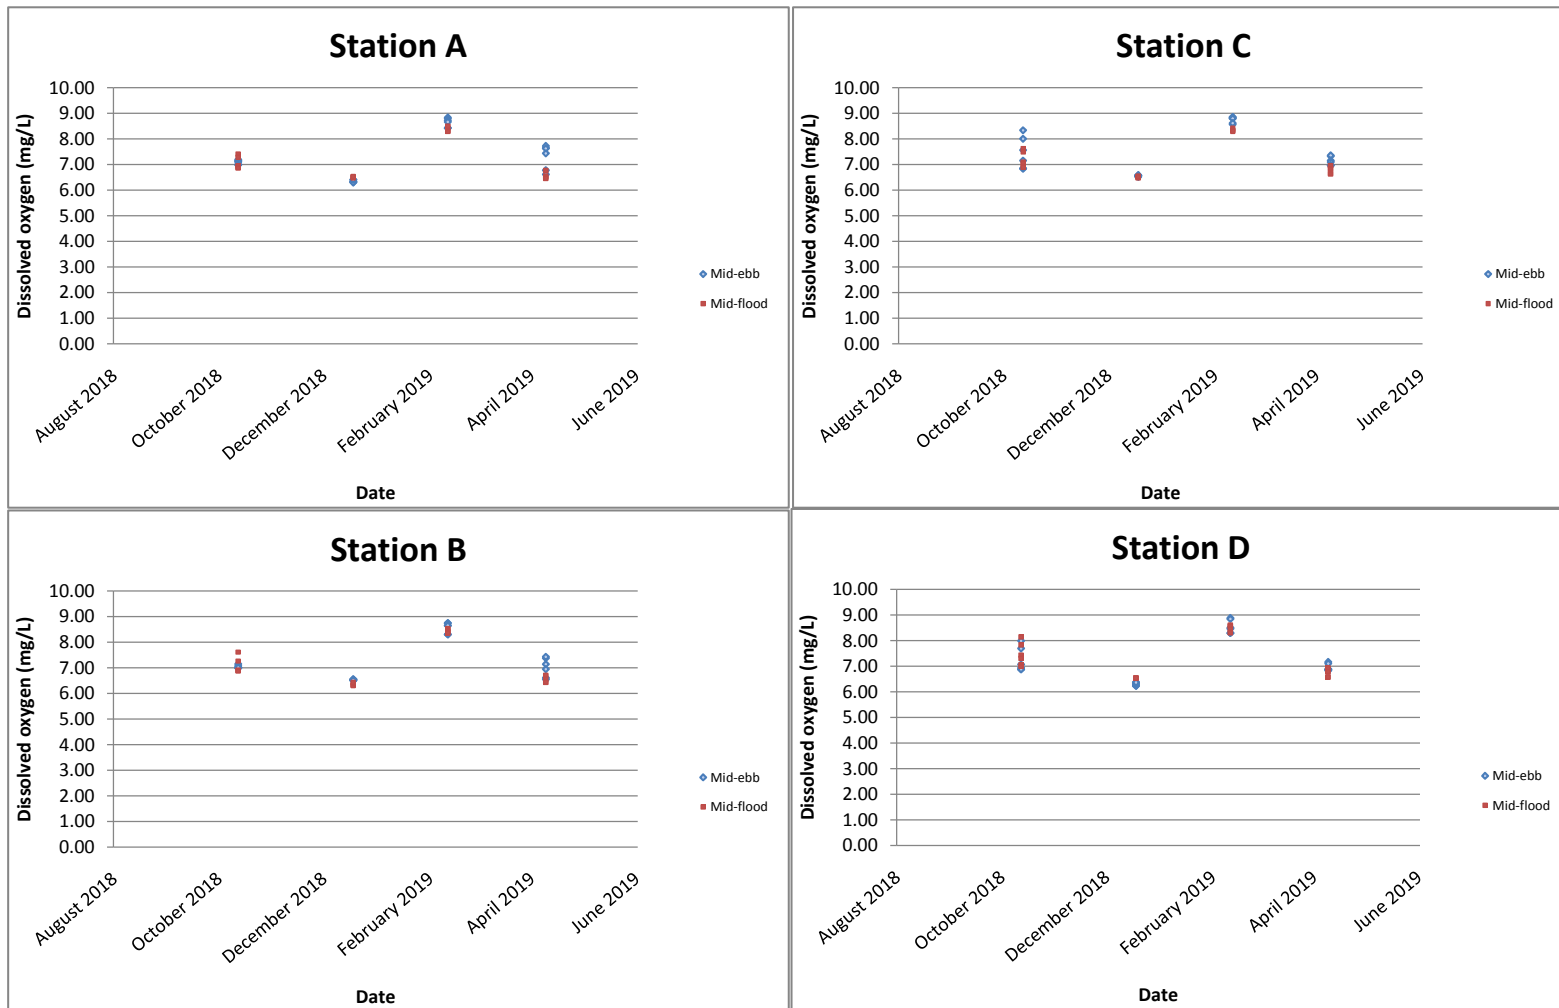 Station A
Dissolved oxygen (mg/L)
10.00
9.00
8.00
7.00
6.00
5.00
4.00
3.00
2.00
1.00
0.00
August 2018
October 2018
December 2018
February 2019
April 2019
June 2019
Date
Mid-ebb
Mid-flood
Station C
Dissolved oxygen (mg/L)
10.00
9.00
8.00
7.00
6.00
5.00
4.00
3.00
2.00
1.00
0.00
August 2018
October 2018
December 2018
February 2019
April 2019
June 2019
Date
Mid-ebb
Mid-flood
Station B
Dissolved oxygen (mg/L)
10.00
9.00
8.00
7.00
6.00
5.00
4.00
3.00
2.00
1.00
0.00
August 2018
October 2018
December 2018
February 2019
April 2019
June 2019
Date
Mid-ebb
Mid-flood
Station D
Dissolved oxygen (mg/L)
10.00
9.00
8.00
7.00
6.00
5.00
4.00
3.00
2.00
1.00
0.00
August 2018
October 2018
December 2018
February 2019
April 2019
June 2019
Date
Mid-ebb
Mid-flood